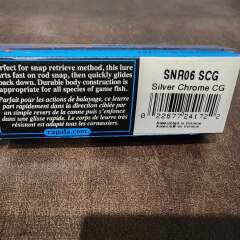 erfect for snap retrieve method, this lure
arts fast on rod snap, then quickly glides
back down. Durable body construction is
appropriate for all species of game fish.
Parfait pour les actions de balayage, ce leurre
part rapidement dans la direction ciblée par
un simple revers de la canne puis s'enfonce
dans une glisse rapide. Le corps de leurre très
résistant est adapté tous les carnassiers.
rapala.com
SNR06 SCG
Silver Chrome CG
0 22677 24172 2